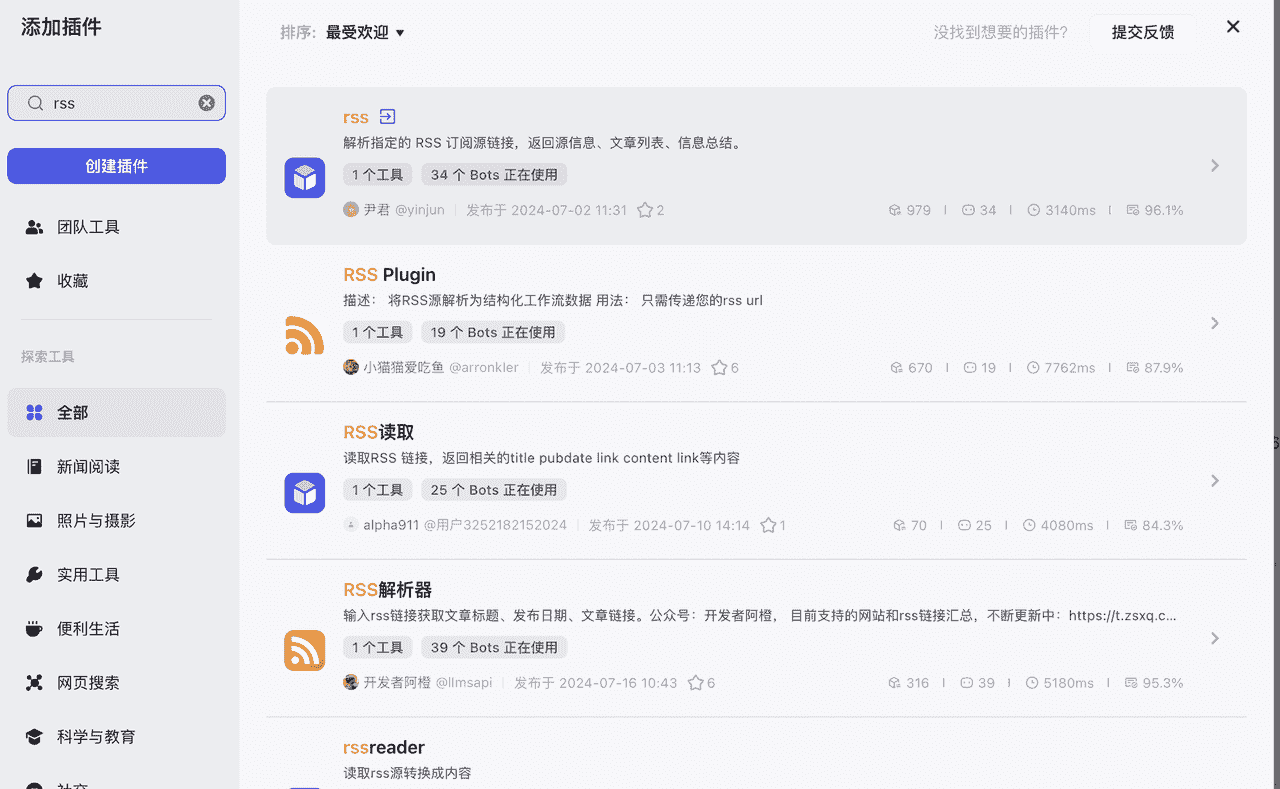 添加插件
排序: 最受欢迎
没找到想要的插件?
提交反馈
rss
创建插件
团队工具
收藏
探索工具
全部
新闻阅读
照片与摄影
实用工具
便利生活
网页搜索
科学与教育
社交
rss
解析指定的 RSS 订阅源链接，返回源信息、文章列表、信息总结。
1 个工具 34 个 Bots 正在使用
尹君 @yinjun 发布于 2024-07-02 11:31 2 979 34 3140ms 96.1%
RSS Plugin
描述： 将RSS源解析为结构化工作流数据 用法： 只需传递您的rss url
1 个工具 19 个 Bots 正在使用
小猫猫爱吃鱼 @arronkler 发布于 2024-07-03 11:13 6 670 19 7762ms 87.9%
RSS读取
读取RSS 链接，返回相关的title pubdate link content link等内容
1 个工具 25 个 Bots 正在使用
alpha911 @用户3252182152024 发布于 2024-07-10 14:14 1 70 25 4080ms 84.3%
RSS解析器
输入rss链接获取文章标题、发布日期、文章链接。公众号：开发者阿橙， 目前支持的网站和rss链接汇总，不断更新中：https://t.zsxq.c...
1 个工具 39 个 Bots 正在使用
开发者阿橙 @llmsapi 发布于 2024-07-16 10:43 6 316 39 5180ms 95.3%
rssreader
读取rss源转换成内容